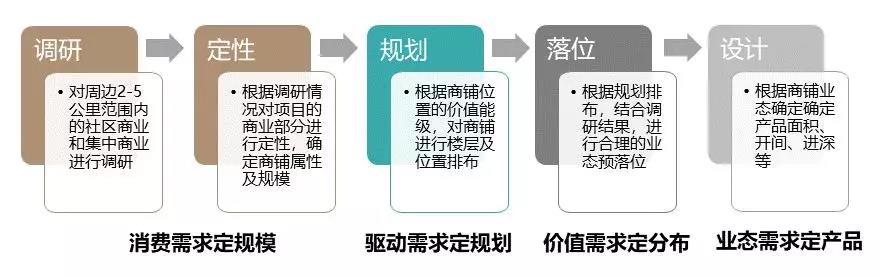 调研
对周边2-5
公里范围内
的社区商业
和集中商业
进行调研
定性
根据调研情
况对项目的
商业部分进
行定性，确
定商铺属性
及规模
规划
根据商铺位
置的价值能
级，对商铺
进行楼层及
位置排布
落位
根据规划排
布，结合调
研结果，进
行合理的业
态预落位
设计
根据商铺业
态确定确定
产品面积、
开间、进深
等
消费需求定规模
驱动需求定规划
价值需求定分布
业态需求定产品